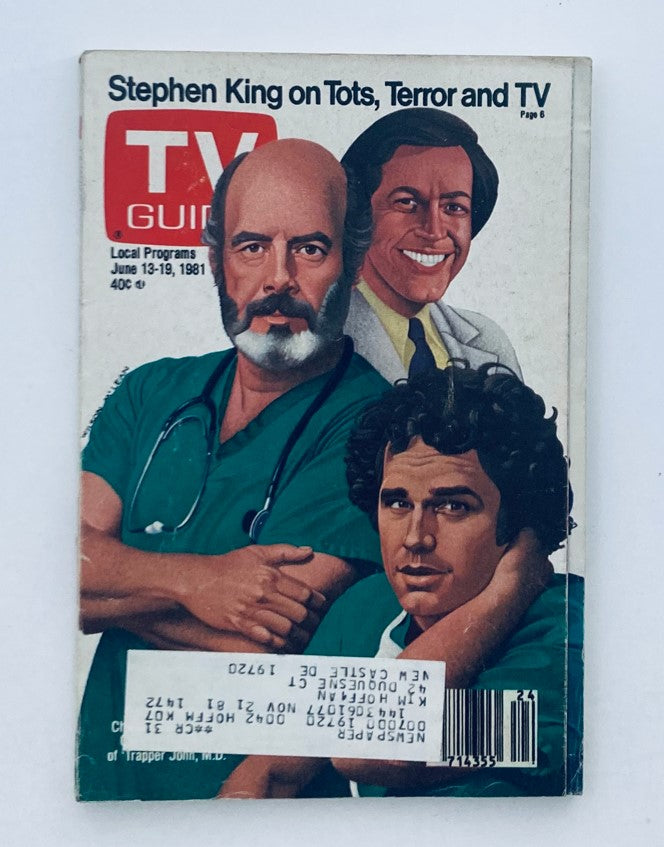 Stephen King on Tots, Terror and TV
Page 6
TV
GUI
®
Local Programs
June 13-19, 1981
40¢
NEWSPAPER **CR 31
DO7000 19720 0042 HOFFM K07
1443061077 NOV 21 81 1472
KIM HOFFMAN
42 DUQUESNE CT
NEW CASTLE DE 19720
Ch
of 'Trapper John, M.D.'
24
714355